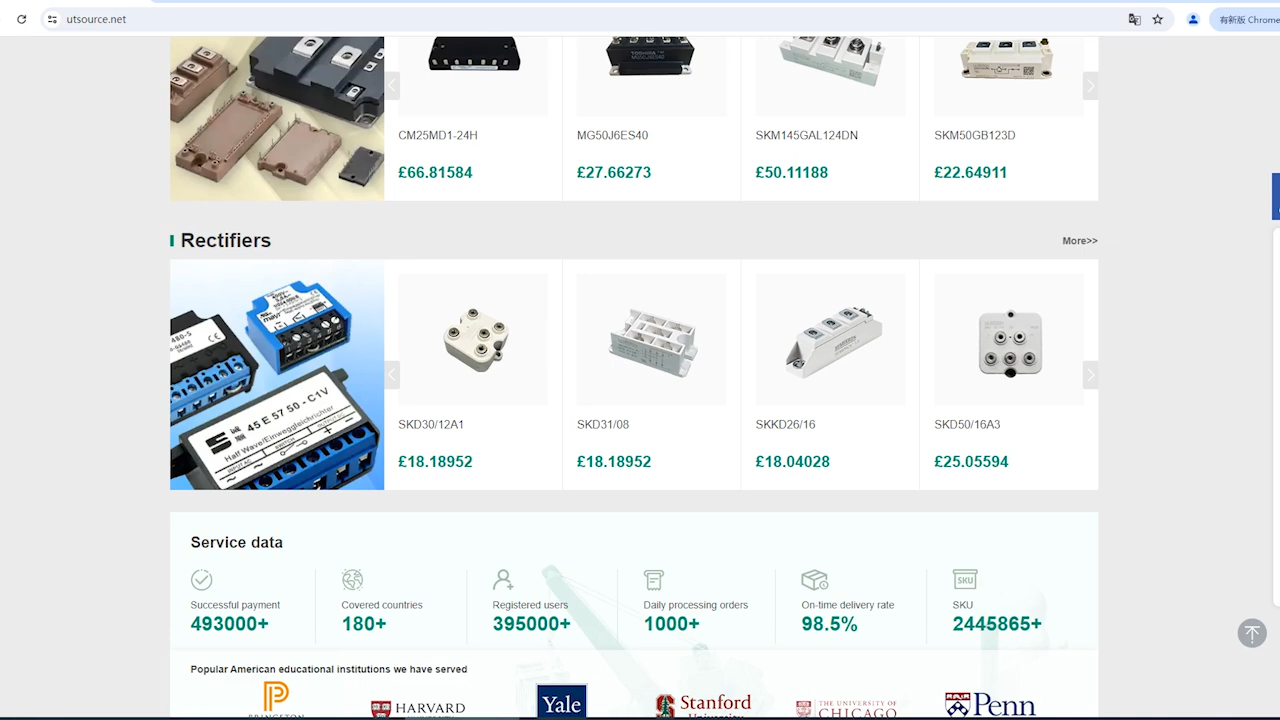 utsource.net
有新版 Chrome
TOSHIBA
MG50J6ES40
CM25MD1-24H
MG50J6ES40
SKM145GAL124DN
SKM50GB123D
£66.81584
£27.66273
£50.11188
£22.64911
Rectifiers
More>>
45 E 57 50 - C1V
Half Wave/Einweggleichrichter
SKD30/12A1
SKD31/08
SKKD26/16
SKD50/16A3
£18.18952
£18.18952
£18.04028
£25.05594
Service data
SKU
Successful payment
Covered countries
Registered users
Daily processing orders
On-time delivery rate
SKU
493000+
180+
395000+
1000+
98.5%
2445865+
Popular American educational institutions we have served
PRINCETON
HARVARD
Yale
Stanford
University
THE UNIVERSITY OF
CHICAGO
Penn